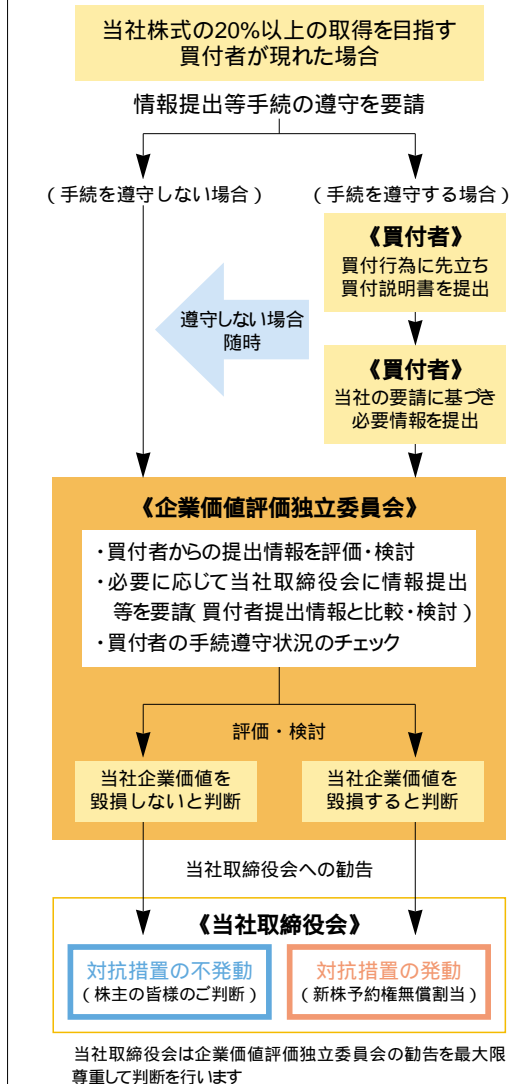 当社株式の20%以上の取得を目指す
買付者が現れた場合
情報提出等手続の遵守を要請
(手続を遵守しない場合)
(手続を遵守する場合)
《買付者》
買付行為に先立ち
買付説明書を提出
遵守しない場合
随時
《買付者》
当社の要請に基づき
必要情報を提出
《企業価値評価独立委員会》
・買付者からの提出情報を評価・検討
・必要に応じて当社取締役会に情報提出
等を要請(買付者提出情報と比較・検討)
・買付者の手続遵守状況のチェック
評価・検討
当社企業価値を
毀損しないと判断
当社企業価値を
毀損すると判断
当社取締役会への勧告
《当社取締役会》
対抗措置の不発動
(株主の皆様のご判断)
対抗措置の発動
(新株予約権無償割当)
当社取締役会は企業価値評価独立委員会の勧告を最大限
尊重して判断を行います